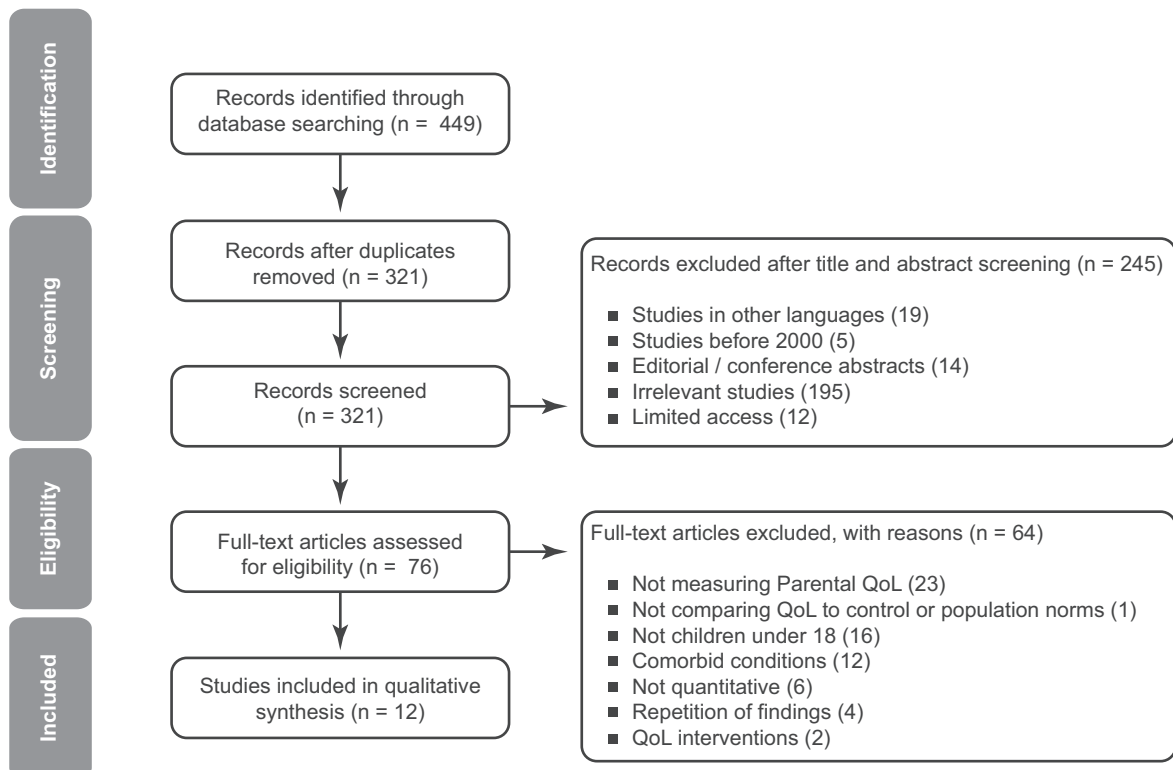 Identification
Records identified through
database searching (n = 449)
Screening
Records after duplicates
removed (n = 321)
Records screened
(n = 321)
Records excluded after title and abstract screening (n = 245)
■ Studies in other languages (19)
■ Studies before 2000 (5)
■ Editorial / conference abstracts (14)
■ Irrelevant studies (195)
■ Limited access (12)
Eligibility
Full-text articles assessed
for eligibility (n = 76)
Full-text articles excluded, with reasons (n = 64)
■ Not measuring Parental QoL (23)
■ Not comparing QoL to control or population norms (1)
■ Not children under 18 (16)
■ Comorbid conditions (12)
■ Not quantitative (6)
■ Repetition of findings (4)
■ QoL interventions (2)
Included
Studies included in qualitative
synthesis (n = 12)